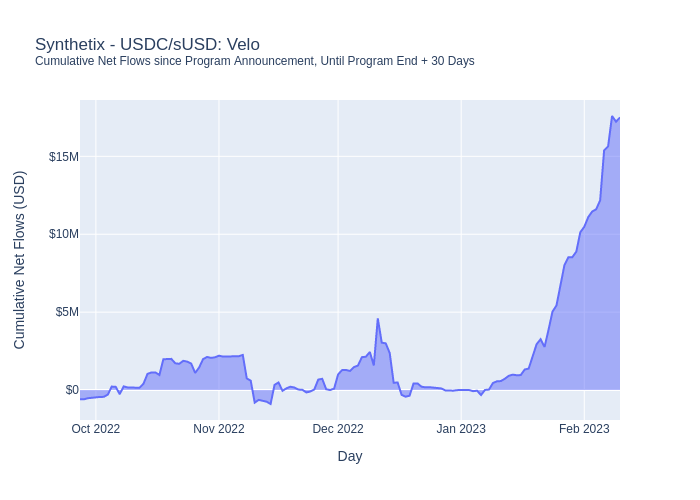 Synthetix - USDC/sUSD: Velo
Cumulative Net Flows since Program Announcement, Until Program End + 30 Days
Cumulative Net Flows (USD)
$15M
$10M
$5M
$0
Oct 2022 Nov 2022 Dec 2022 Jan 2023 Feb 2023
Day